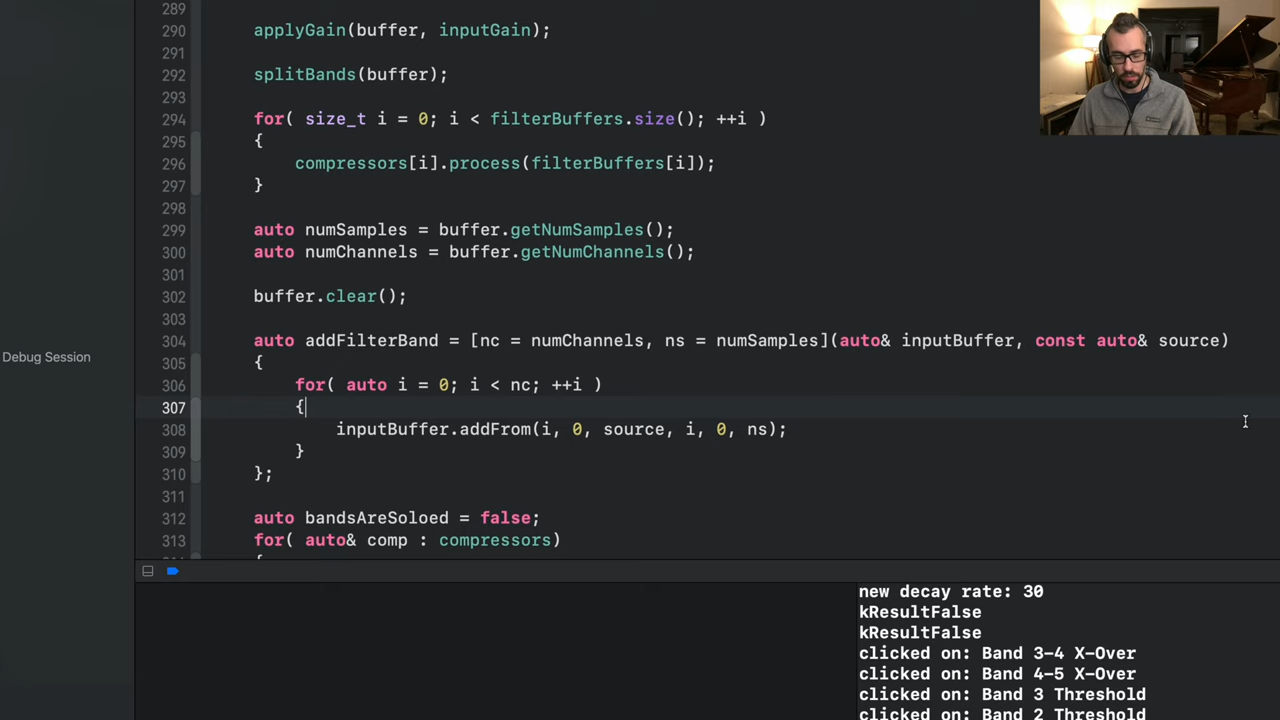 289
290 applyGain(buffer, inputGain);
291
292 splitBands(buffer);
293
294 for( size_t i = 0; i < filterBuffers.size(); ++i )
295 {
296 compressors[i].process(filterBuffers[i]);
297 }
298
299 auto numSamples = buffer.getNumSamples();
300 auto numChannels = buffer.getNumChannels();
301
302 buffer.clear();
303
304 auto addFilterBand = [nc = numChannels, ns = numSamples](auto& inputBuffer, const auto& source)
Debug Session
305 {
306 for( auto i = 0; i < nc; ++i )
307 {
308 inputBuffer.addFrom(i, 0, source, i, 0, ns);
309 }
310 };
311
312 auto bandsAreSoloed = false;
313 for( auto& comp : compressors)
{
new decay rate: 30
kResultFalse
kResultFalse
clicked on: Band 3-4 X-Over
clicked on: Band 4-5 X-Over
clicked on: Band 3 Threshold
clicked on: Band 2 Threshold